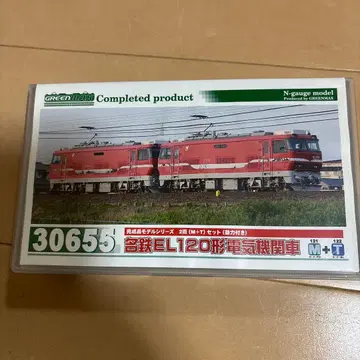 GREENMAX Completed product
N-gauge model
Produced by GREENMAX
30655
完成品モデルシリーズ 2両(M+T)セット(動力付き)
名鉄EL120形電気機関車
121 122
M+T